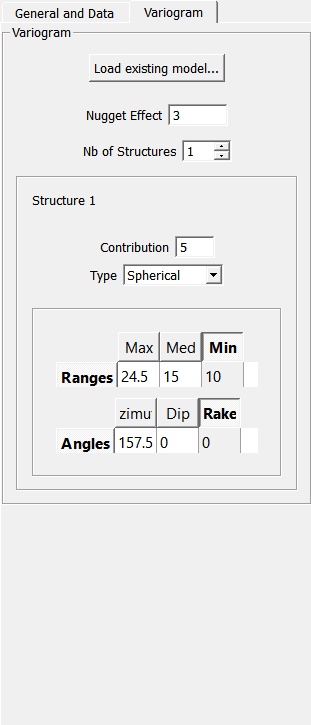 General and Data Variogram
Variogram
Load existing model...
Nugget Effect 3
Nb of Structures 1
Structure 1
Contribution 5
Type Spherical
Max Med Min
Ranges 24.5 15 10
zimu Dip Rake
Angles 157.5 0 0